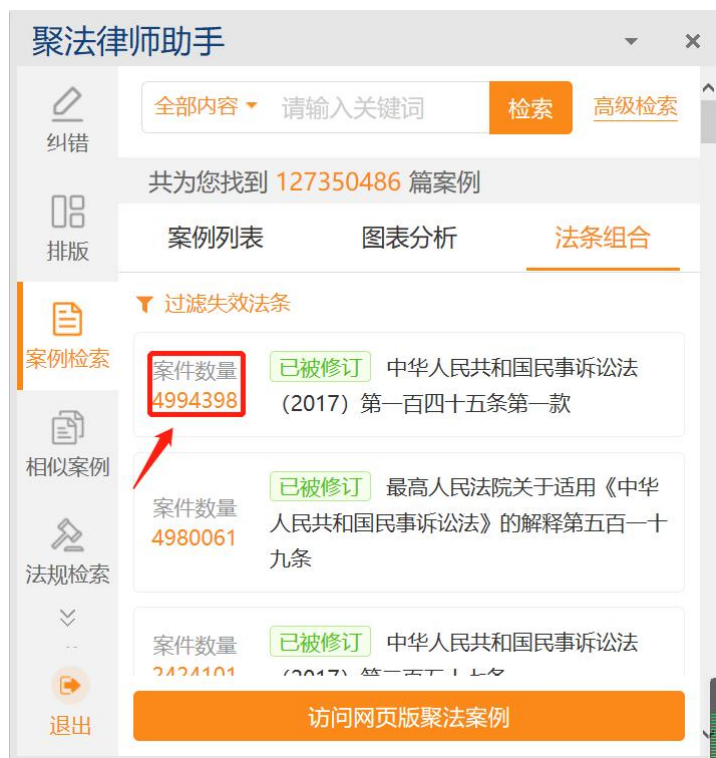 聚法律师助手
纠错
排版
案例检索
相似案例
法规检索
退出
全部内容 请输入关键词 检索 高级检索
共为您找到 127350486 篇案例
案例列表 图表分析 法条组合
过滤失效法条
案件数量
4994398
已被修订 中华人民共和国民事诉讼法
（2017）第一百四十五条第一款
案件数量
4980061
已被修订 最高人民法院关于适用《中华
人民共和国民事诉讼法》的解释第五百一十
九条
案件数量
2424101
已被修订 中华人民共和国民事诉讼法
访问网页版聚法案例